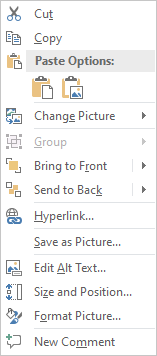 Cut
Copy
Paste Options:
Change Picture
Group
Bring to Front
Send to Back
Hyperlink...
Save as Picture...
Edit Alt Text...
Size and Position...
Format Picture...
New Comment